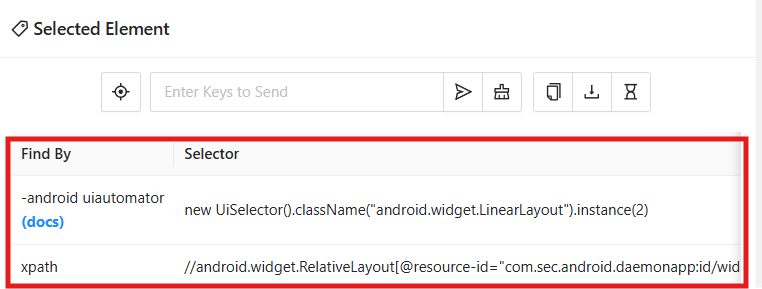 Selected Element
Enter Keys to Send
Find By Selector
-android uiautomator
(docs)
new UiSelector().className("android.widget.LinearLayout").instance(2)
xpath //android.widget.RelativeLayout[@resource-id="com.sec.android.daemonapp:id/wid